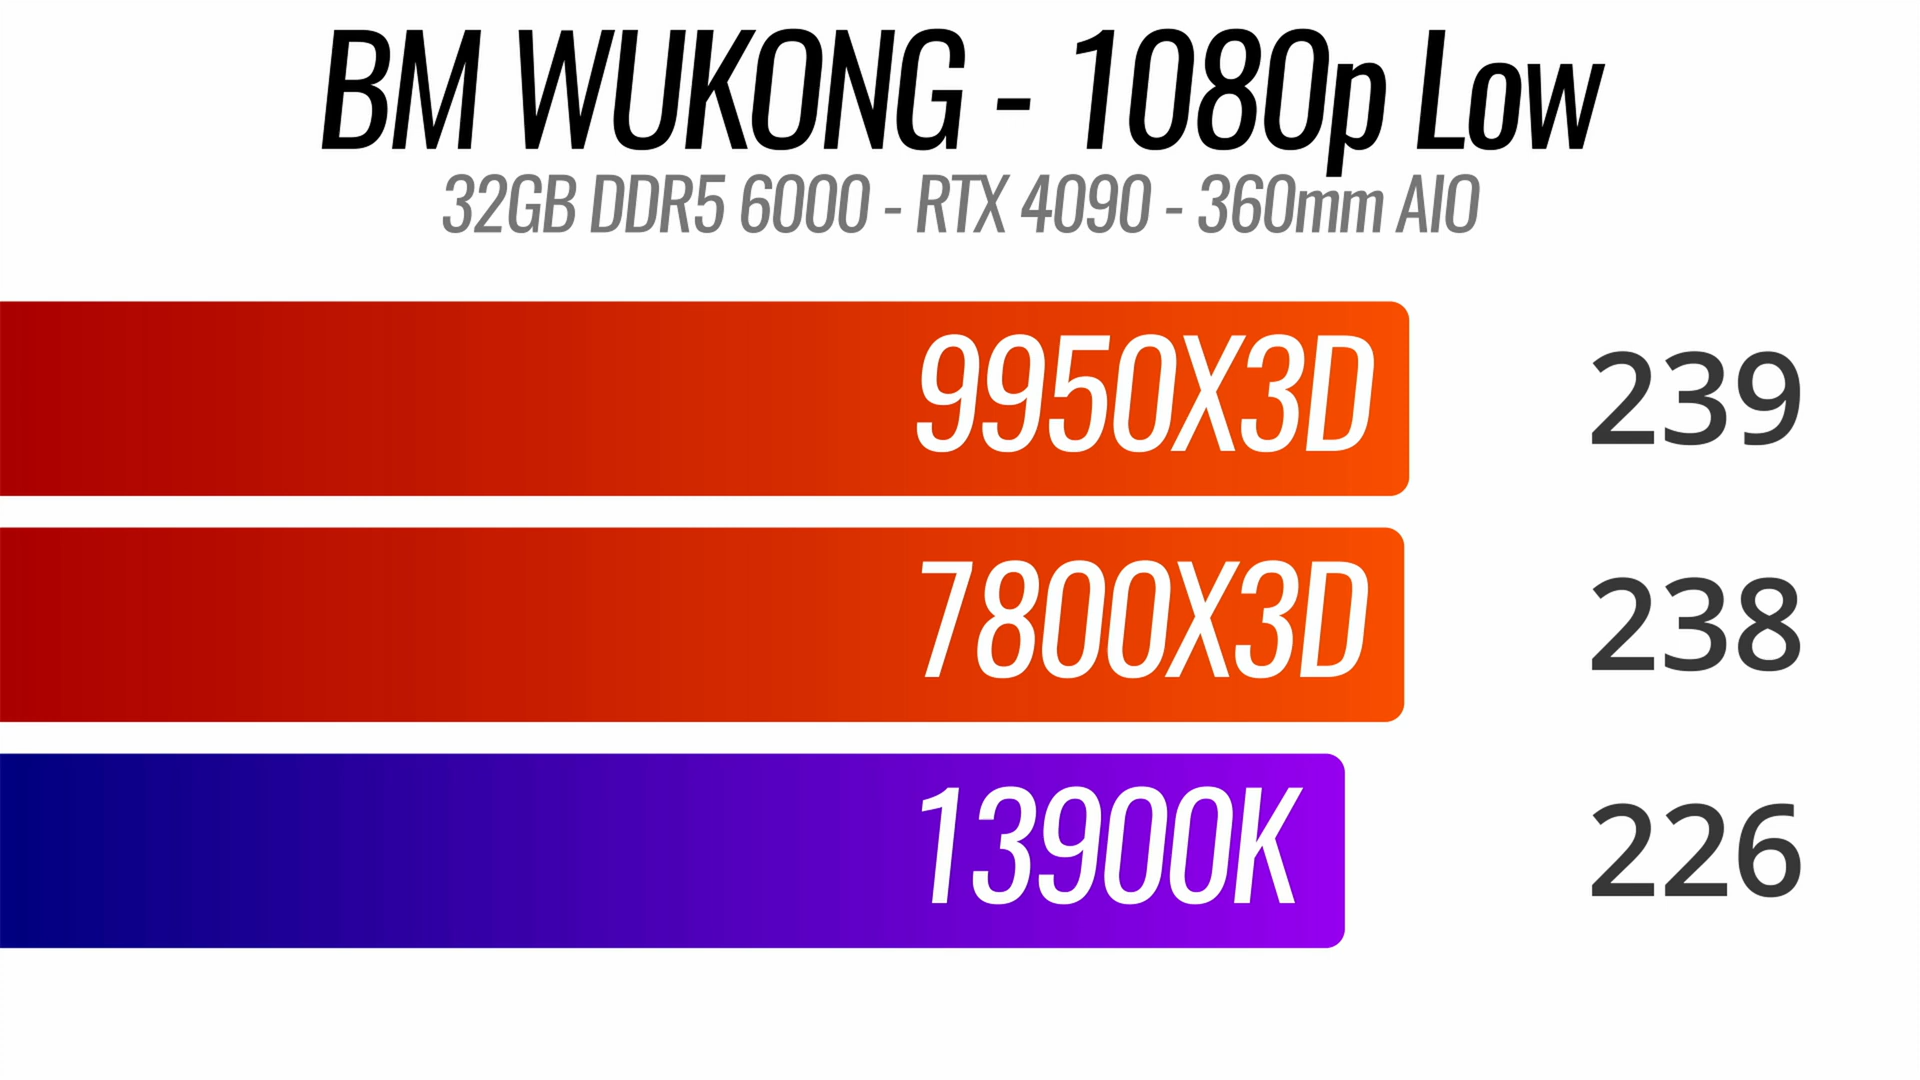 BM WUKONG - 1080p Low
32GB DDR5 6000 - RTX 4090 - 360mm AIO
9950X3D 239
7800X3D 238
13900K 226